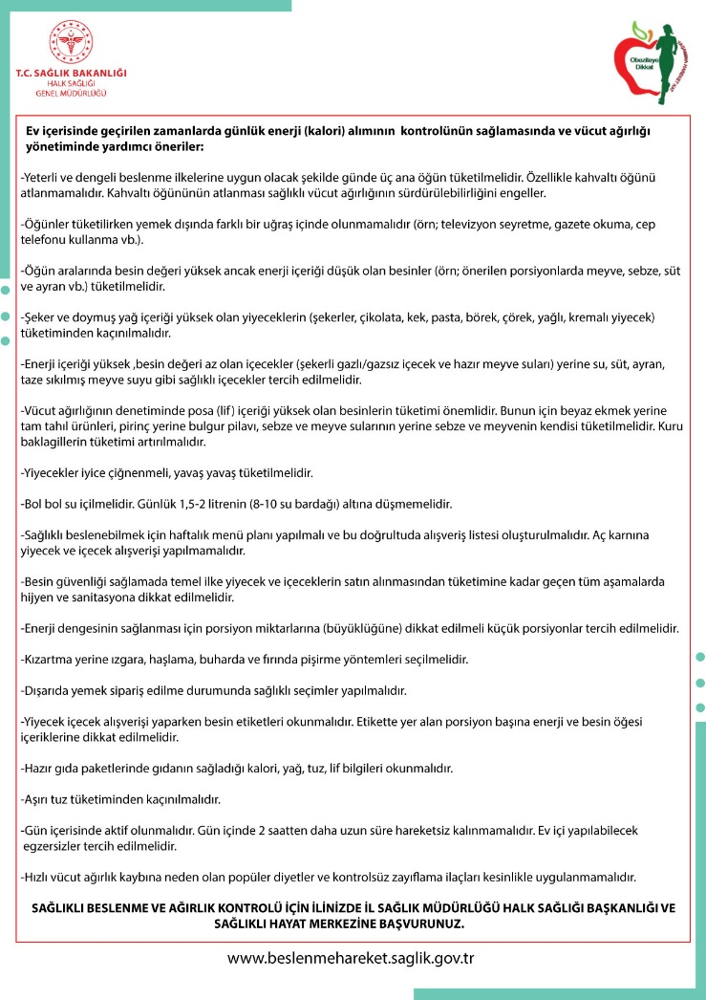 T.C. SAĞLIK BAKANLIĞI
HALK SAĞLIĞI
GENEL MÜDÜRLÜĞÜ
Obeziteye
Dikkat
Ev içerisinde geçirilen zamanlarda günlük enerji (kalori) alımının kontrolünün sağlamasında ve vücut ağırlığı
yönetiminde yardımcı öneriler:
-Yeterli ve dengeli beslenme ilkelerine uygun olacak şekilde günde üç ana öğün tüketilmelidir. Özellikle kahvaltı öğünü
atlanmamalıdır. Kahvaltı öğününün atlanması sağlıklı vücut ağırlığının sürdürülebilirliğini engeller.
-Öğünler tüketilirken yemek dışında farklı bir uğraş içinde olunmamalıdır (örn; televizyon seyretme, gazete okuma, cep
telefonu kullanma vb.).
-Öğün aralarında besin değeri yüksek ancak enerji içeriği düşük olan besinler (örn; önerilen porsiyonlarda meyve, sebze, süt
ve ayran vb.) tüketilmelidir.
-Şeker ve doymuş yağ içeriği yüksek olan yiyeceklerin (şekerler, çikolata, kek, pasta, börek, çörek, yağlı, kremalı yiyecek)
tüketiminden kaçınılmalıdır.
-Enerji içeriği yüksek ,besin değeri az olan içecekler (şekerli gazlı/gazsız içecek ve hazır meyve suları) yerine su, süt, ayran,
taze sıkılmış meyve suyu gibi sağlıklı içecekler tercih edilmelidir.
-Vücut ağırlığının denetiminde posa (lif) içeriği yüksek olan besinlerin tüketimi önemlidir. Bunun için beyaz ekmek yerine
tam tahıl ürünleri, pirinç yerine bulgur pilavı, sebze ve meyve sularının yerine sebze ve meyvenin kendisi tüketilmelidir. Kuru
baklagillerin tüketimi artırılmalıdır.
-Yiyecekler iyice çiğnenmeli, yavaş yavaş tüketilmelidir.
-Bol bol su içilmelidir. Günlük 1,5-2 litrenin (8-10 su bardağı) altına düşmemelidir.
-Sağlıklı beslenebilmek için haftalık menü planı yapılmalı ve bu doğrultuda alışveriş listesi oluşturulmalıdır. Aç karnına
yiyecek ve içecek alışverişi yapılmamalıdır.
-Besin güvenliği sağlamada temel ilke yiyecek ve içeceklerin satın alınmasından tüketimine kadar geçen tüm aşamalarda
hijyen ve sanitasyona dikkat edilmelidir.
-Enerji dengesinin sağlanması için porsiyon miktarlarına (büyüklüğüne) dikkat edilmeli küçük porsiyonlar tercih edilmelidir.
-Kızartma yerine ızgara, haşlama, buharda ve fırında pişirme yöntemleri seçilmelidir.
-Dışarıda yemek sipariş edilme durumunda sağlıklı seçimler yapılmalıdır.
-Yiyecek içecek alışverişi yaparken besin etiketleri okunmalıdır. Etikette yer alan porsiyon başına enerji ve besin öğesi
içeriklerine dikkat edilmelidir.
-Hazır gıda paketlerinde gıdanın sağladığı kalori, yağ, tuz, lif bilgileri okunmalıdır.
-Aşırı tuz tüketiminden kaçınılmalıdır.
-Gün içerisinde aktif olunmalıdır. Gün içinde 2 saatten daha uzun süre hareketsiz kalınmamalıdır. Ev içi yapılabilecek
egzersizler tercih edilmelidir.
-Hızlı vücut ağırlık kaybına neden olan popüler diyetler ve kontrolsüz zayıflama ilaçları kesinlikle uygulanmamalıdır.
SAĞLIKLI BESLENME VE AĞIRLIK KONTROLÜ İÇİN İLİNİZDE İL SAĞLIK MÜDÜRLÜĞÜ HALK SAĞLIĞI BAŞKANLIĞI VE
SAĞLIKLI HAYAT MERKEZİNE BAŞVURUNUZ.
www.beslenmehareket.saglik.gov.tr